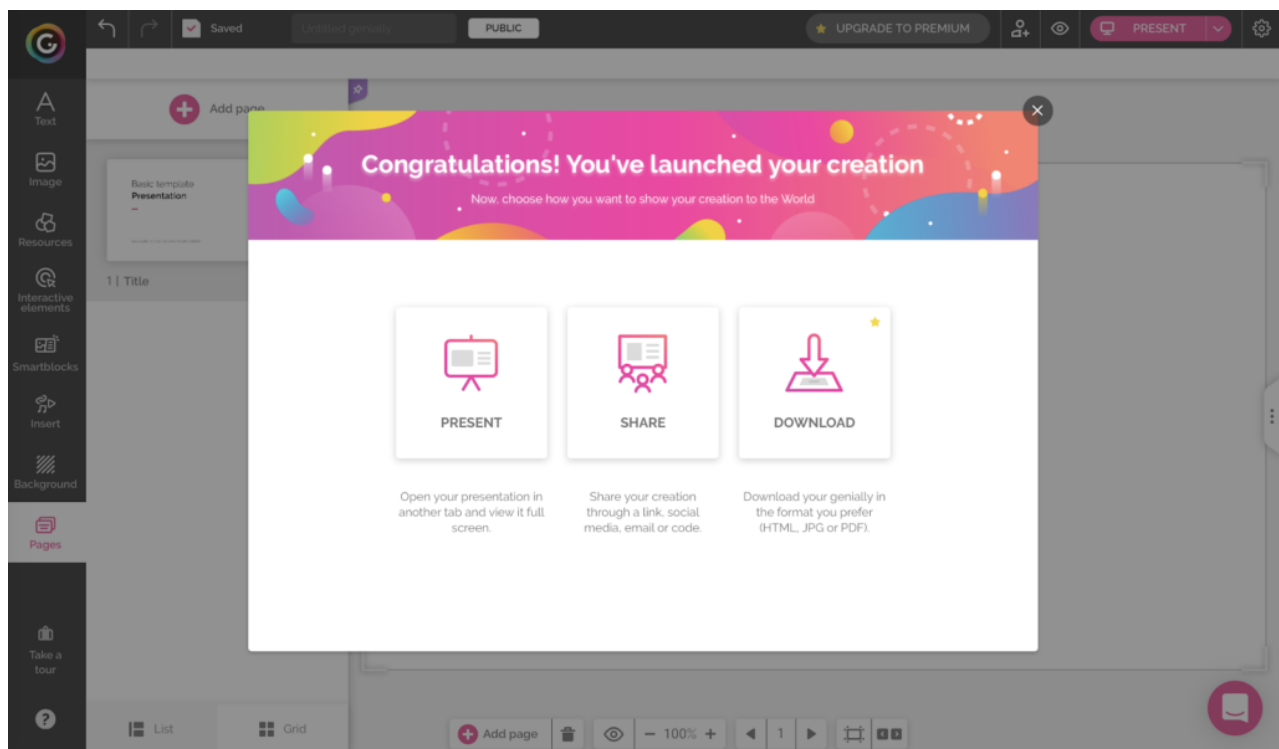 Saved
Untitled genially
PUBLIC
UPGRADE TO PREMIUM
PRESENT
Text
Image
Resources
Interactive
elements
Smartblocks
Insert
Background
Pages
Take a
tour
?
Add page
Basic template
Presentation
1 | Title
List
Grid
Congratulations! You've launched your creation
Now, choose how you want to show your creation to the World
PRESENT
SHARE
DOWNLOAD
Open your presentation in
another tab and view it full
screen.
Share your creation
through a link, social
media, email or code.
Download your genially in
the format you prefer
(HTML, JPG or PDF).
Add page
100%
1